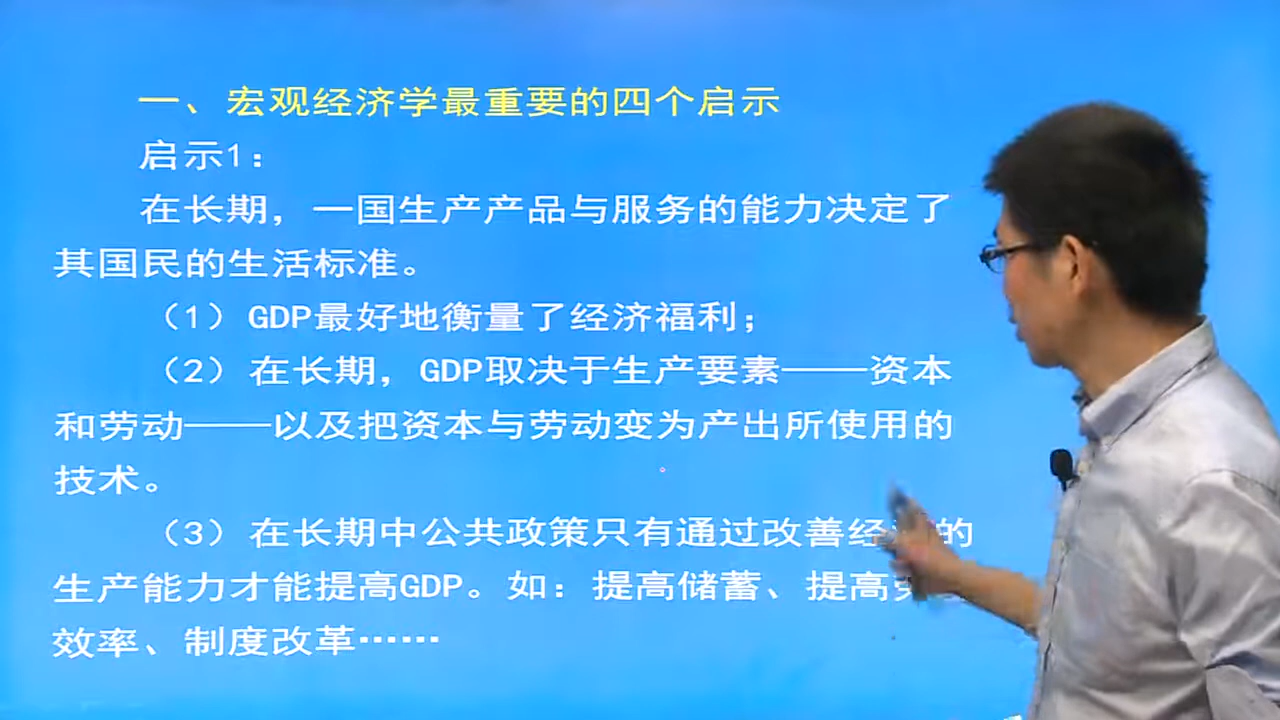 一、宏观经济学最重要的四个启示
启示1：
在长期，一国生产产品与服务的能力决定了
其国民的生活标准。
（1）GDP最好地衡量了经济福利；
（2）在长期，GDP取决于生产要素——资本
和劳动——以及把资本与劳动变为产出所使用的
技术。
（3）在长期中公共政策只有通过改善经 的
生产能力才能提高GDP。如：提高储蓄、提高
效率、制度改革……